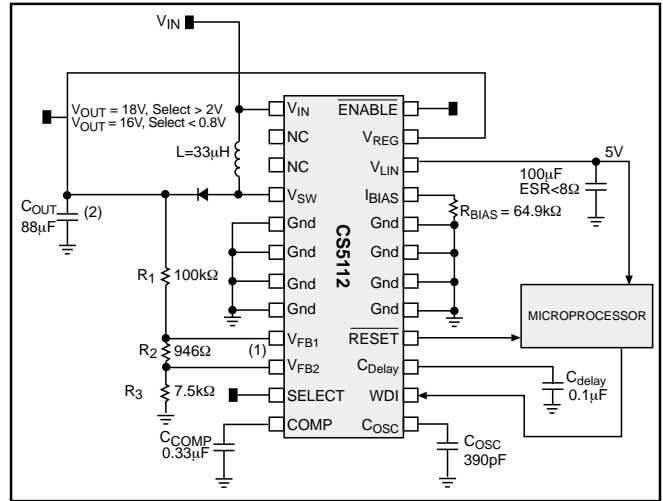 VIN
VOUT = 18V, Select > 2V
VOUT = 16V, Select < 0.8V
L=33µH
COUT
88µF
(2)
R1
100kΩ
R2
946Ω
(1)
R3
7.5kΩ
CCOMP
0.33µF
VIN
NC
NC
VSW
Gnd
Gnd
Gnd
Gnd
VFB1
VFB2
SELECT
COMP
CS5112
ENABLE
VREG
VLIN
IBIAS
Gnd
Gnd
Gnd
Gnd
RESET
CDelay
WDI
COSC
5V
100µF
ESR<8Ω
RBIAS = 64.9kΩ
MICROPROCESSOR
Cdelay
0.1µF
COSC
390pF